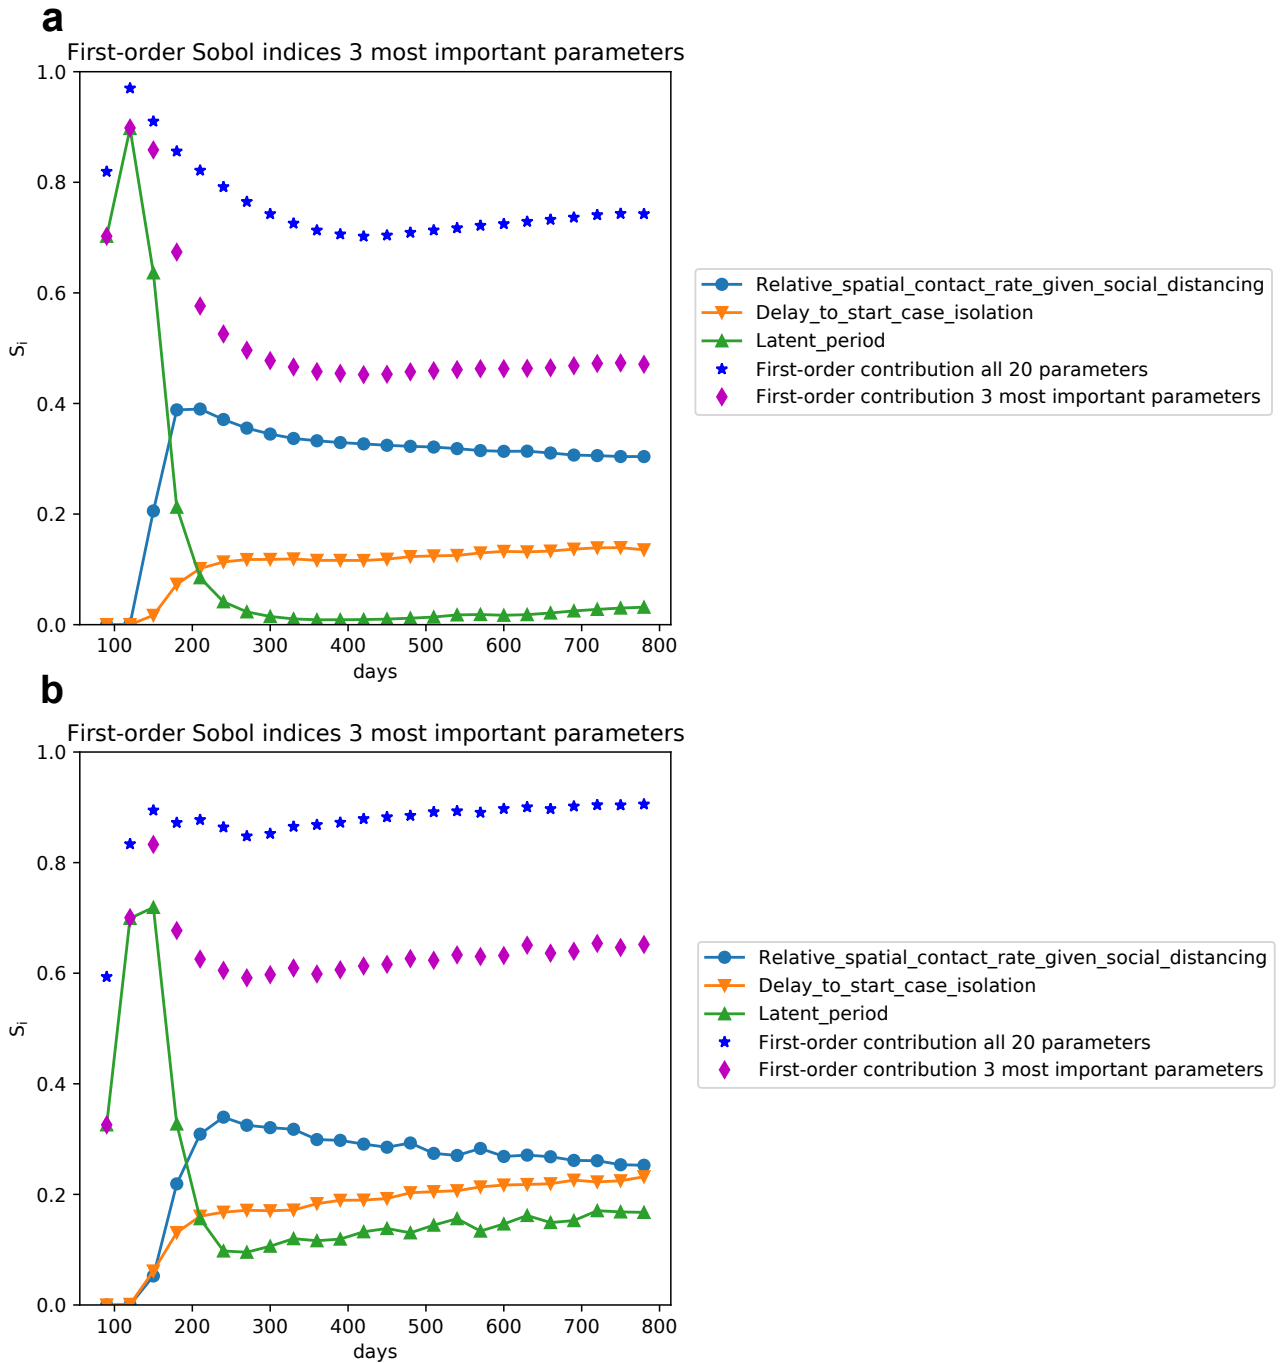 a
First-order Sobol indices 3 most important parameters
1.0
0.8
0.6
0.4
0.2
0.0
Si
100 200 300 400 500 600 700 800
days
Relative_spatial_contact_rate_given_social_distancing
Delay_to_start_case_isolation
Latent_period
First-order contribution all 20 parameters
First-order contribution 3 most important parameters
b
First-order Sobol indices 3 most important parameters
1.0
0.8
0.6
0.4
0.2
0.0
Si
100 200 300 400 500 600 700 800
days
Relative_spatial_contact_rate_given_social_distancing
Delay_to_start_case_isolation
Latent_period
First-order contribution all 20 parameters
First-order contribution 3 most important parameters